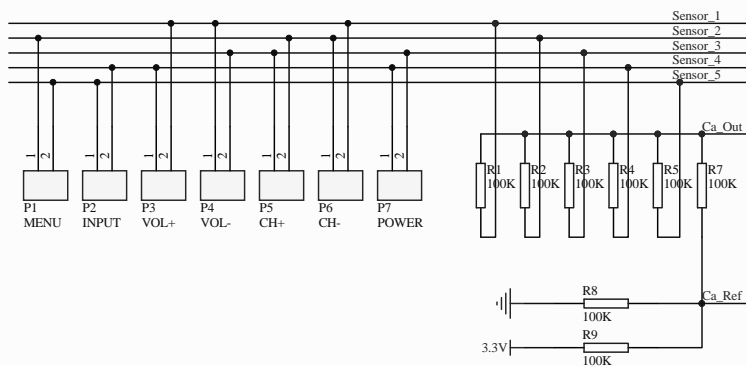 Sensor_1
Sensor_2
Sensor_3
Sensor_4
Sensor_5
Ca_Out
1 2 1 2 1 2 1 2 1 2 1 2 1 2
R1 R2 R3 R4 R5 R7
100K 100K 100K 100K 100K 100K
P1 P2 P3 P4 P5 P6 P7
MENU INPUT VOL+ VOL- CH+ CH- POWER
R8
Ca_Ref
100K
R9
3.3V
100K